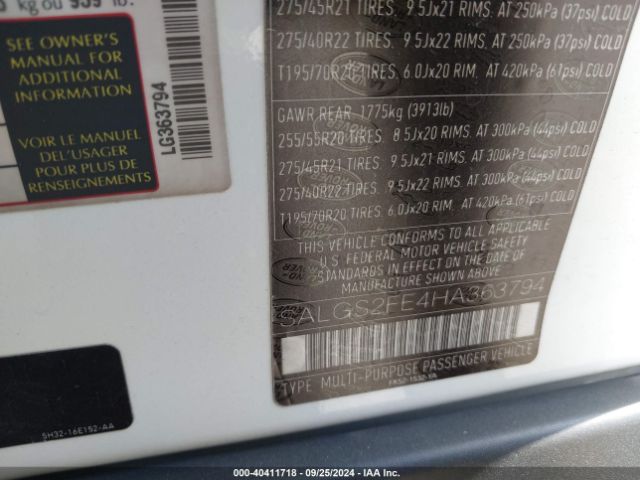 kg ou 939 lb.
SEE OWNER'S
MANUAL FOR
ADDITIONAL
INFORMATION
VOIR LE MANUEL
DEL'USAGER
POUR PLUS DE
RENSEIGNEMENTS
LG363794
275/45R21 TIRES 9.5Jx21 RIMS. AT 250kPa (37psi) COLD
275/40R22 TIRES 9.5Jx22 RIMS. AT 250kPa (37psi) COLD
T195/70R20 TIRES 6.0Jx20 RIM. AT 420kPa (61psi) COLD
GAWR REAR 1775kg (3913lb)
255/55R20 TIRES 8.5Jx20 RIMS. AT 300kPa (44psi) COLD
275/45R21 TIRES 9.5Jx21 RIMS. AT 300kPa (44psi) COLD
275/40R22 TIRES 9.5Jx22 RIMS. AT 300kPa (44psi) COLD
T195/70R20 TIRES 6.0Jx20 RIM. AT 420kPa (61psi) COLD
THIS VEHICLE CONFORMS TO ALL APPLICABLE
U.S FEDERAL MOTOR VEHICLE SAFETY
STANDARDS IN EFFECT ON THE DATE OF
MANUFACTURE SHOWN ABOVE.
SALGS2FE4HA363794
TYPE MULTI-PURPOSE PASSENGER VEHICLE
5H32-16E152-AA
000-40411718 - 09/25/2024 - IAA Inc.